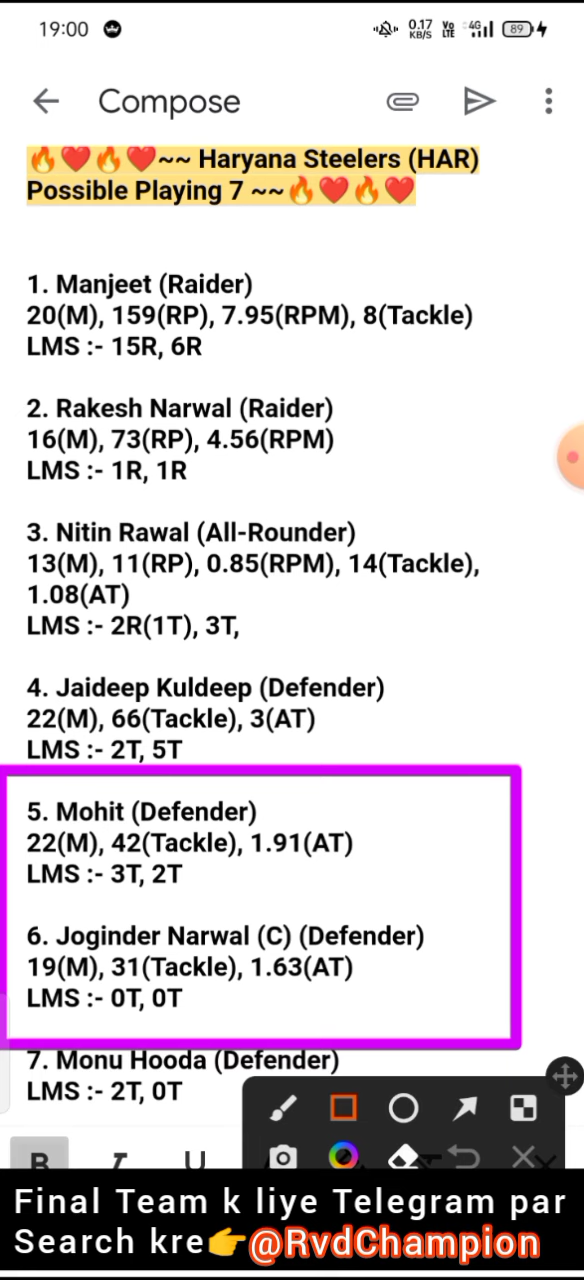 19:00
0.17 KB/S Vo LTE 4G 89
Compose
🔥❤️🔥❤️~~ Haryana Steelers (HAR)
Possible Playing 7 ~~🔥❤️🔥❤️
1. Manjeet (Raider)
20(M), 159(RP), 7.95(RPM), 8(Tackle)
LMS :- 15R, 6R
2. Rakesh Narwal (Raider)
16(M), 73(RP), 4.56(RPM)
LMS :- 1R, 1R
3. Nitin Rawal (All-Rounder)
13(M), 11(RP), 0.85(RPM), 14(Tackle),
1.08(AT)
LMS :- 2R(1T), 3T,
4. Jaideep Kuldeep (Defender)
22(M), 66(Tackle), 3(AT)
LMS :- 2T, 5T
5. Mohit (Defender)
22(M), 42(Tackle), 1.91(AT)
LMS :- 3T, 2T
6. Joginder Narwal (C) (Defender)
19(M), 31(Tackle), 1.63(AT)
LMS :- 0T, 0T
7. Monu Hooda (Defender)
LMS :- 2T, 0T
B I U
Final Team k liye Telegram par
Search kre👉@RvdChampion